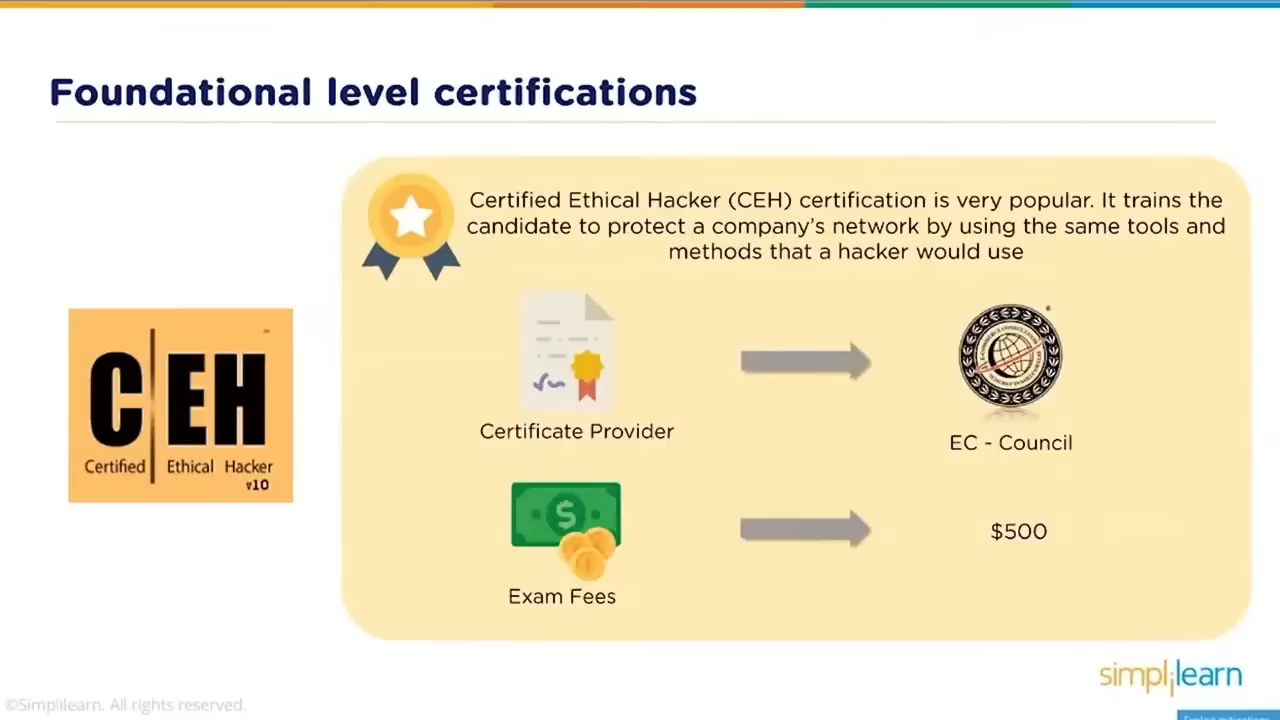 Foundational level certifications
Certified Ethical Hacker (CEH) certification is very popular. It trains the
candidate to protect a company's network by using the same tools and
methods that a hacker would use
C EH
Certified Ethical Hacker
v10
Certificate Provider
EC - Council
Exam Fees
$500
simplilearn
©Simplilearn. All rights reserved.